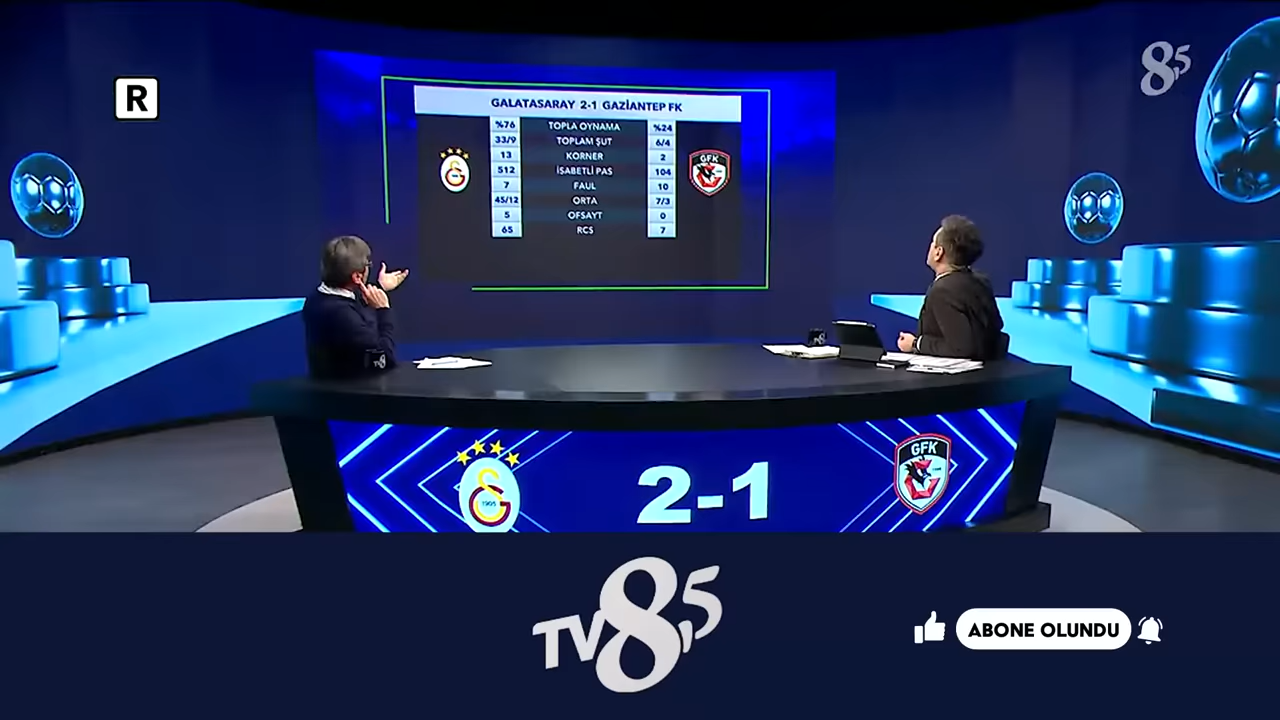 R
8,5
GALATASARAY 2-1 GAZİANTEP FK
%76 TOPLA OYNAMA %24
33/9 TOPLAM ŞUT 6/4
13 KORNER 2
512 İSABETLİ PAS 104
7 FAUL 10
45/12 ORTA 7/3
5 OFSAYT 0
65 RCS 7
GFK
1905
2-1
GFK
TV8,5
ABONE OLUNDU